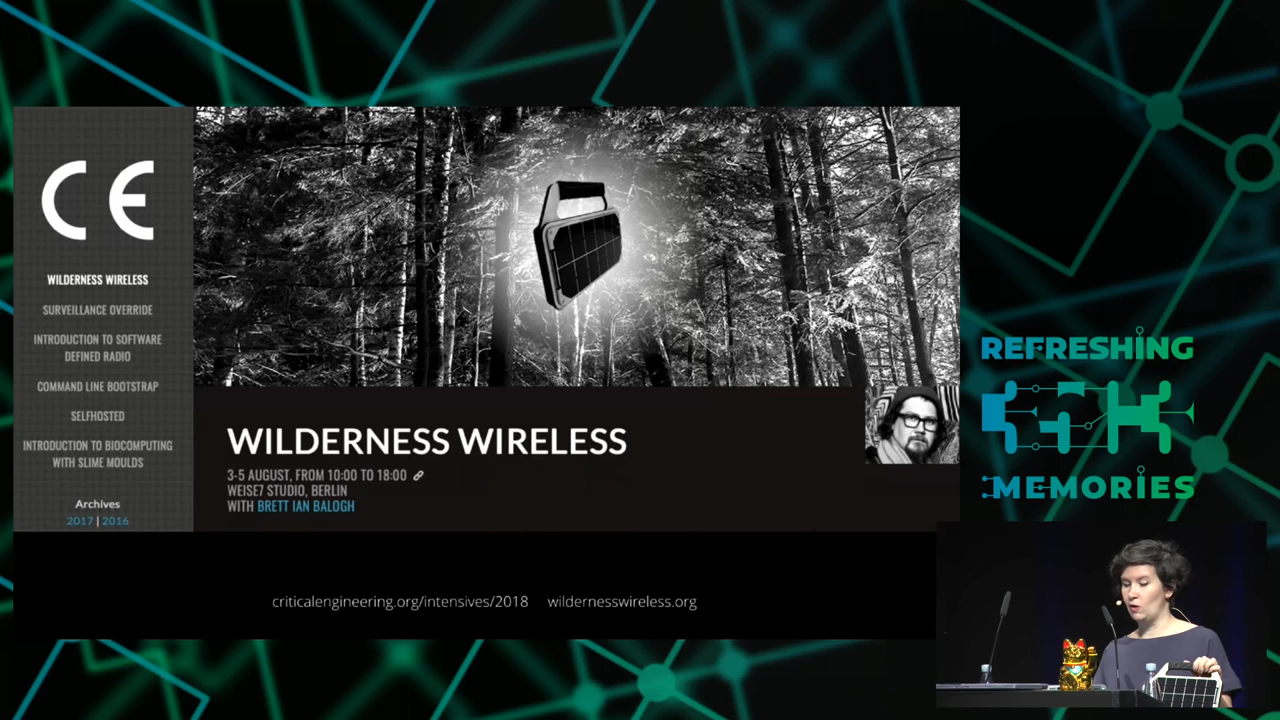 CE
WILDERNESS WIRELESS
SURVEILLANCE OVERRIDE
INTRODUCTION TO SOFTWARE
DEFINED RADIO
COMMAND LINE BOOTSTRAP
SELFHOSTED
INTRODUCTION TO BIOCOMPUTING
WITH SLIME MOULDS
Archives
2017 | 2016
WILDERNESS WIRELESS
3-5 AUGUST, FROM 10:00 TO 18:00
WEISE7 STUDIO, BERLIN
WITH BRETT IAN BALOGH
criticalengineering.org/intensives/2018 wildernesswireless.org
REFRESHING
MEMORIES